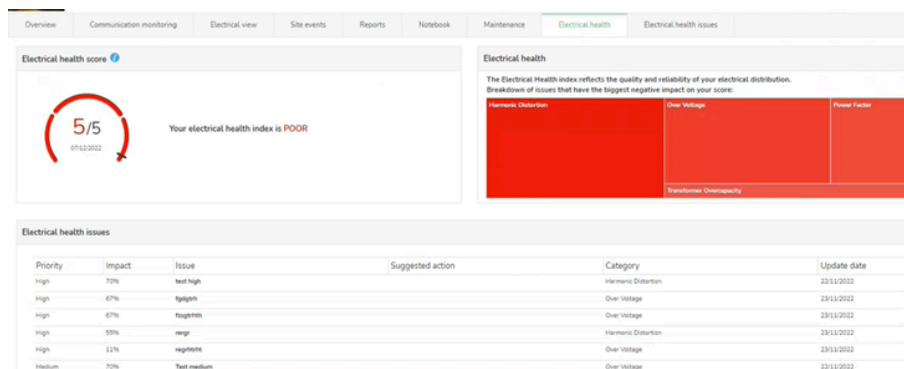 Overview Communication monitoring Electrical view Site events Reports Notebook Maintenance Electrical health Electrical health issues
Electrical health score
5/5
07/12/2022
Your electrical health index is POOR
Electrical health
The Electrical Health index reflects the quality and reliability of your electrical distribution.
Breakdown of issues that have the biggest negative impact on your score:
Harmonic Distortion Over Voltage Power Factor
Transformer Overcapacity
Electrical health issues
Priority Impact Issue Suggested action Category Update date
High 70% test high Harmonic Distortion 22/11/2022
High 67% Over Voltage 23/11/2022
High 67% Over Voltage 23/11/2022
High 55% rergr Harmonic Distortion 23/11/2022
High 11% Over Voltage 23/11/2022
Medium 70% Test medium Over Voltage 22/11/2022